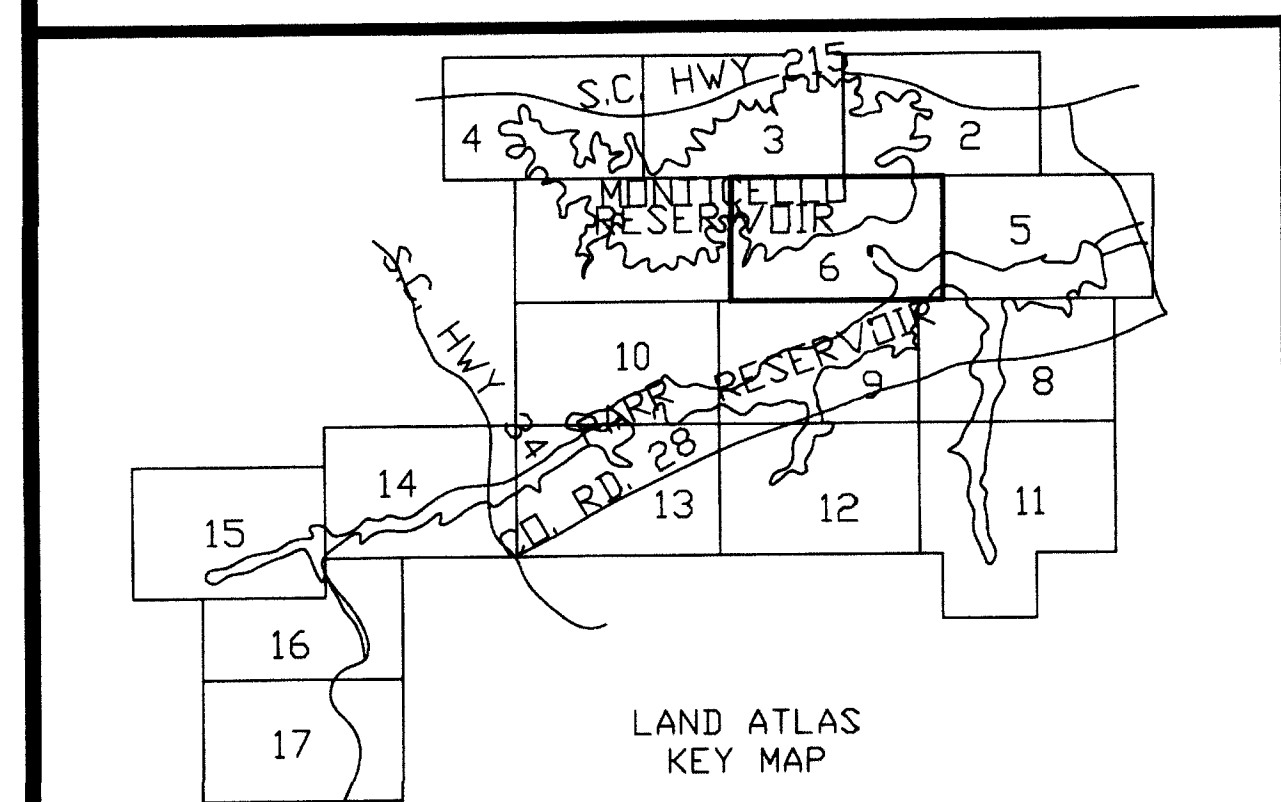 S.C. HWY 215
4
3
2
MONTICELLO
RESERVOIR
5
6
S.C. HWY 34
10
PARR RESERVOIR
9
8
14
CO. RD. 28
15
13
12
11
16
17
LAND ATLAS
KEY MAP